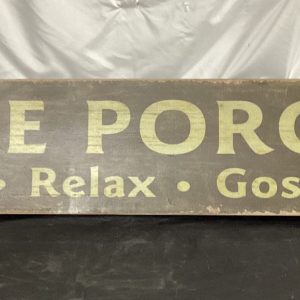 E PORC
• Relax • Gos